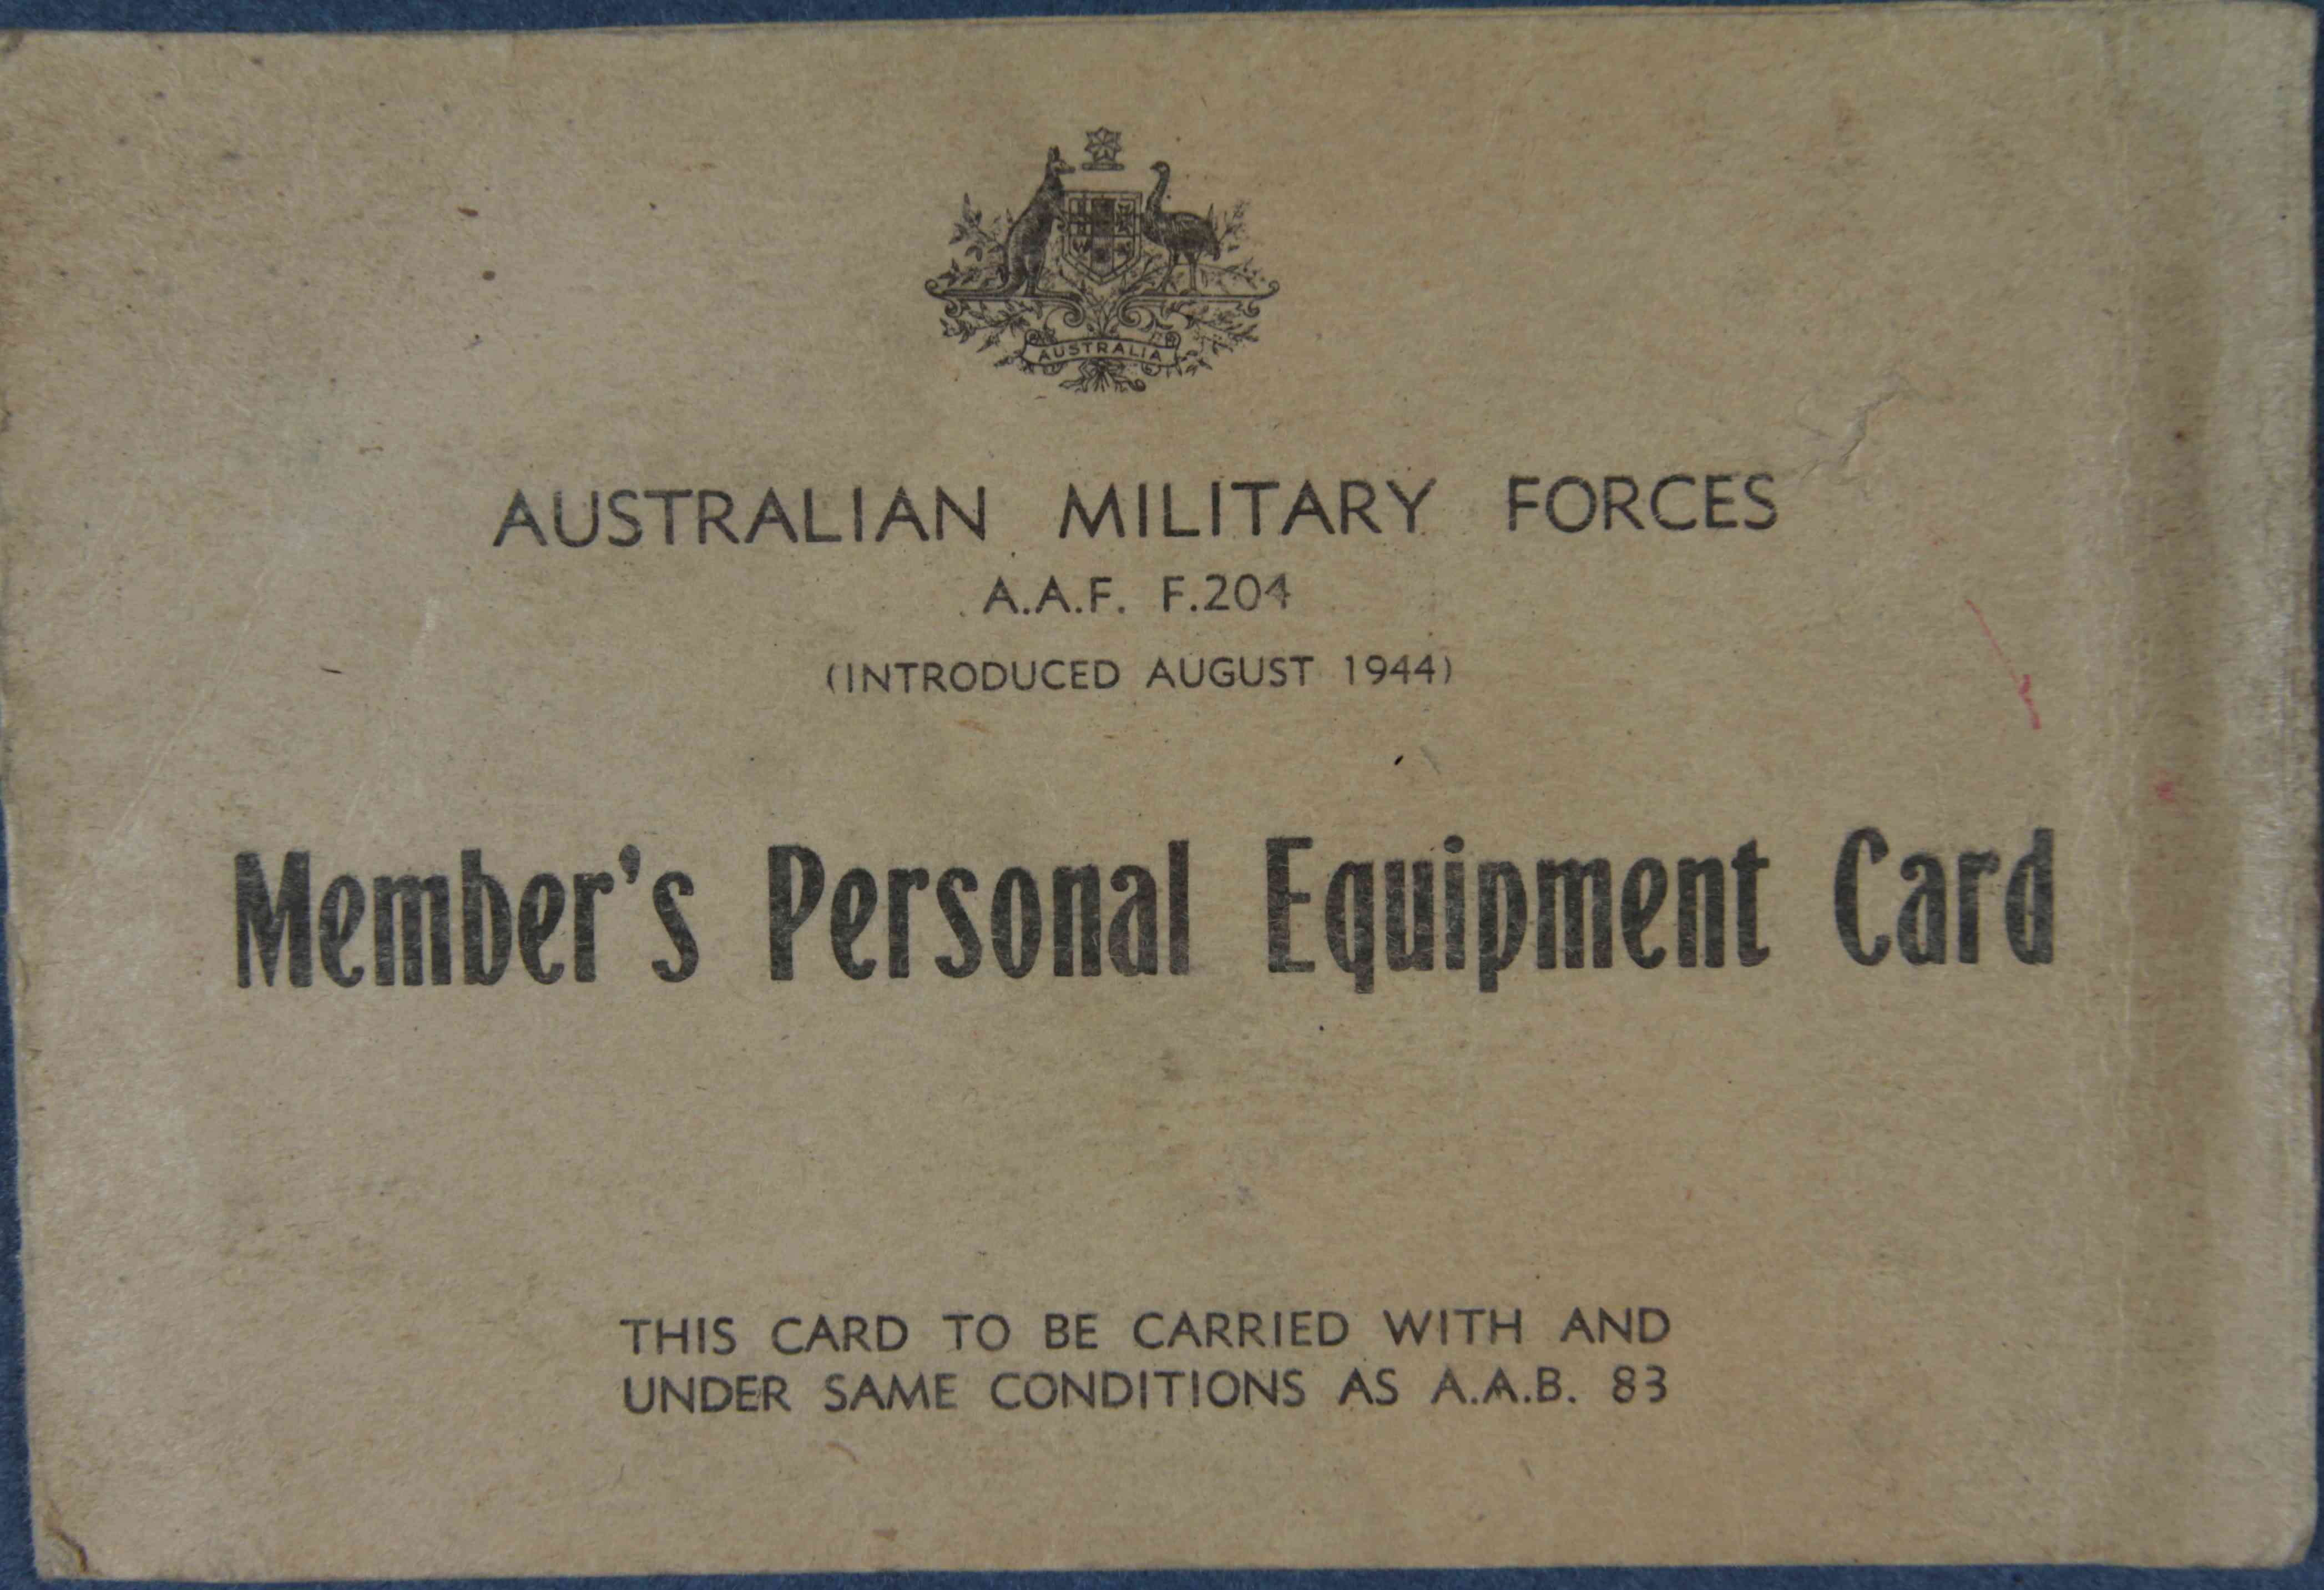 AUSTRALIA
AUSTRALIAN MILITARY FORCES
A.A.F. F.204
(INTRODUCED AUGUST 1944)
Member's Personal Equipment Card
THIS CARD TO BE CARRIED WITH AND
UNDER SAME CONDITIONS AS A.A.B. 83